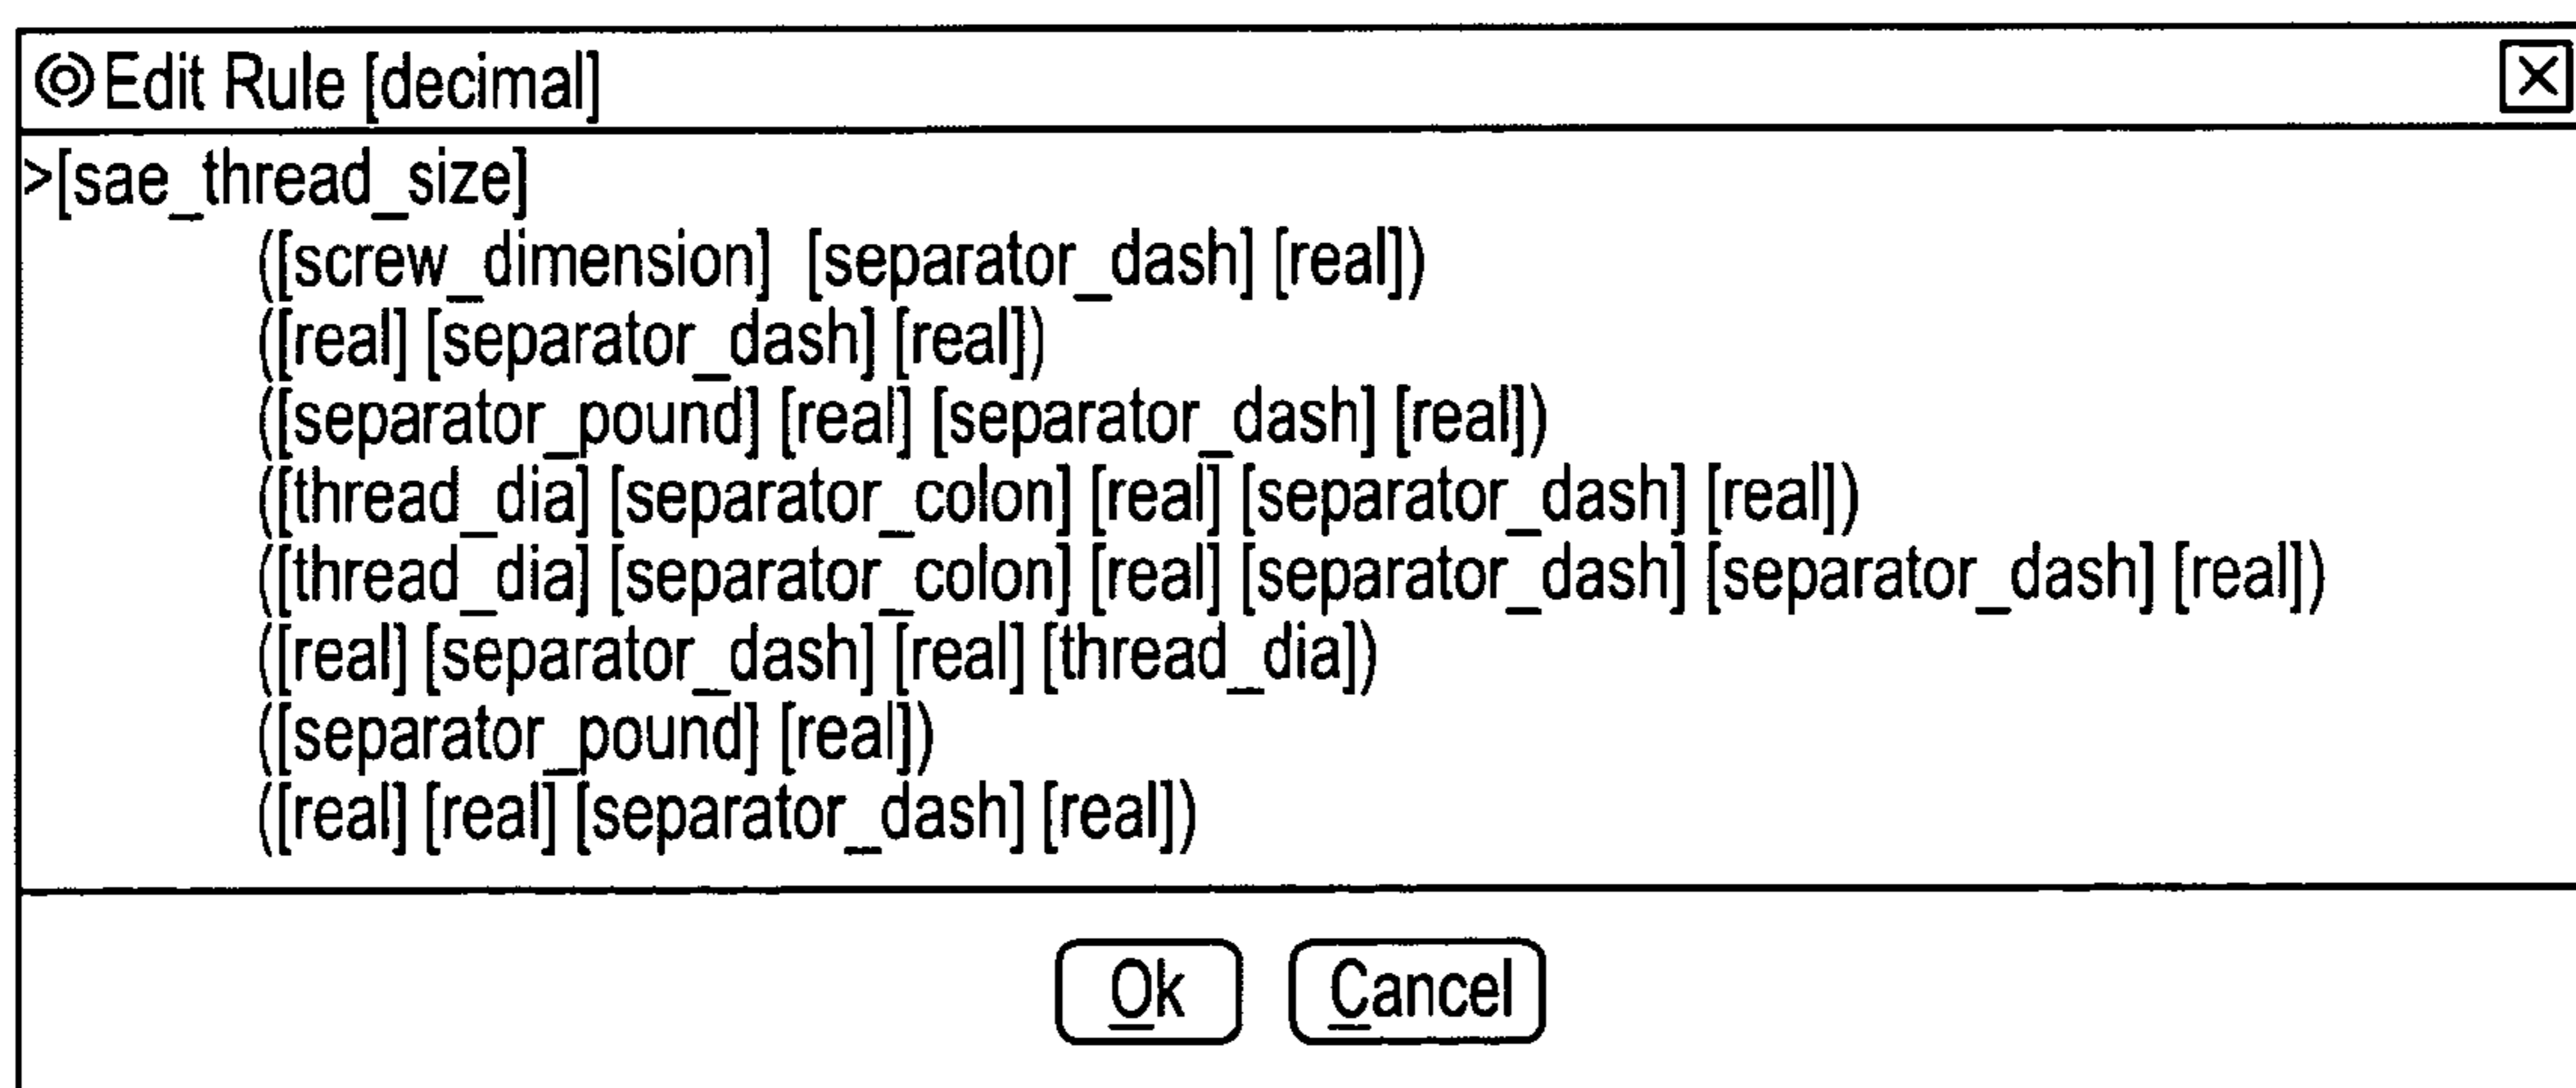 Edit Rule [decimal]
>[sae_thread_size]
([screw_dimension] [separator_dash] [real])
([real] [separator_dash] [real])
([separator_pound] [real] [separator_dash] [real])
([thread_dia] [separator_colon] [real] [separator_dash] [real])
([thread_dia] [separator_colon] [real] [separator_dash] [separator_dash] [real])
([real] [separator_dash] [real] [thread_dia])
([separator_pound] [real])
([real] [real] [separator_dash] [real])
Ok Cancel